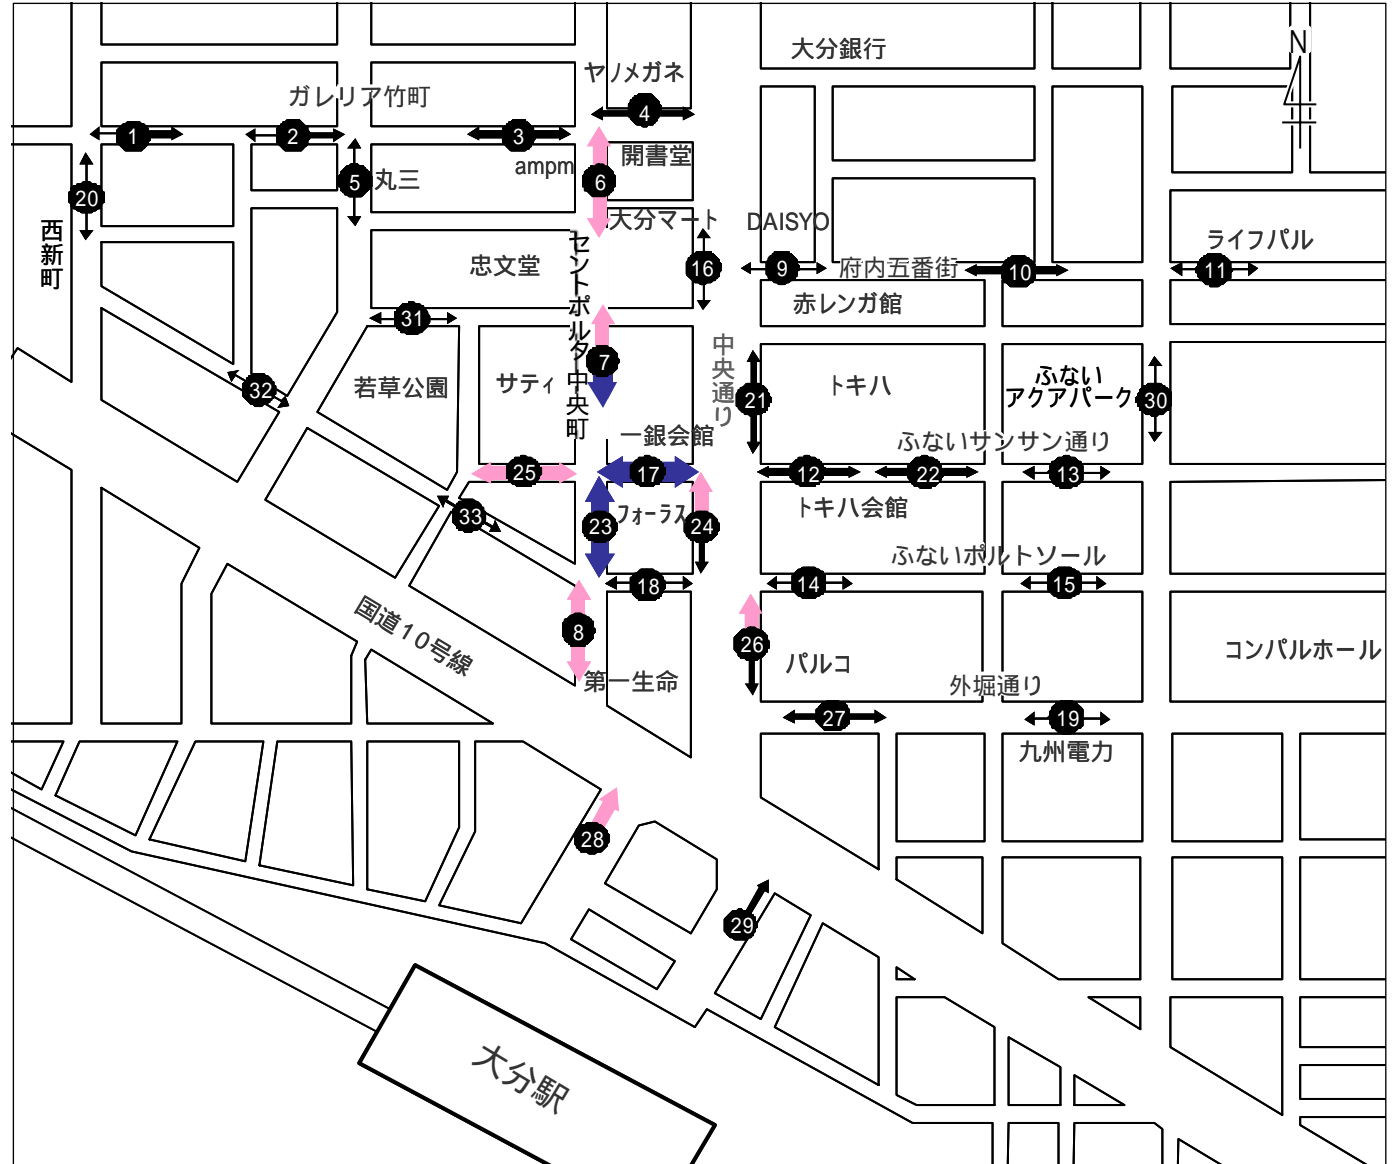 大分銀行
N
ヤノメガネ
ガレリア竹町
4
1
2
3
開書堂
ampm
5
丸三
6
20
大分マート
DAISYO
西新町
セントポルタ中央町
忠文堂
16
9
府内五番街
10
11
ライフパル
赤レンガ館
31
7
中央通り
32
若草公園
サティ
21
トキハ
ふない
アクアパーク
30
一銀会館
ふないサンサン通り
25
17
12
22
13
33
23
フォーラス
24
トキハ会館
ふないポルトソール
18
14
15
国道10号線
8
26
パルコ
コンパルホール
第一生命
外堀通り
27
19
九州電力
28
29
大分駅